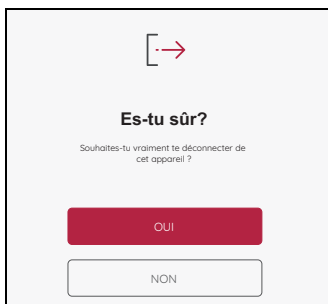 Es-tu sûr?
Souhaites-tu vraiment te déconnecter de
cet appareil ?
OUI
NON